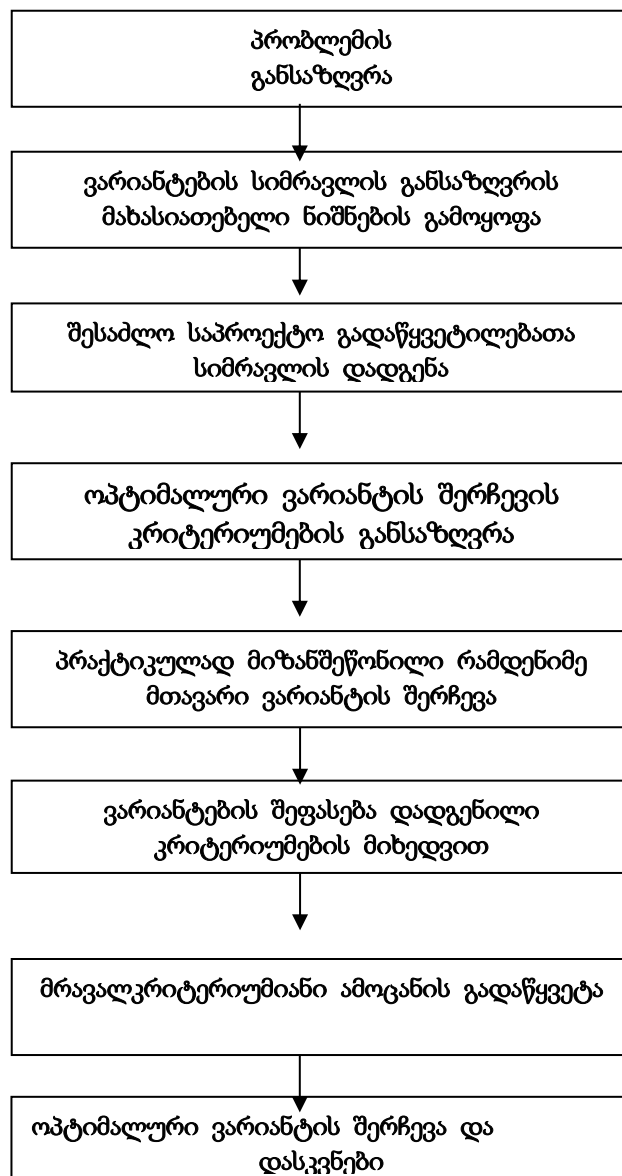 პრობლემის
განსაზღვრა
ვარიანტების სიმრავლის განსაზღვრის
მახასიათებელი ნიშნების გამოყოფა
შესაძლო საპროექტო გადაწყვეტილებათა
სიმრავლის დადგენა
ოპტიმალური ვარიანტის შერჩევის
კრიტერიუმების განსაზღვრა
პრაქტიკულად მიზანშეწონილი რამდენიმე
მთავარი ვარიანტის შერჩევა
ვარიანტების შეფასება დადგენილი
კრიტერიუმების მიხედვით
მრავალკრიტერიუმიანი ამოცანის გადაწყვეტა
ოპტიმალური ვარიანტის შერჩევა და
დასკვნები